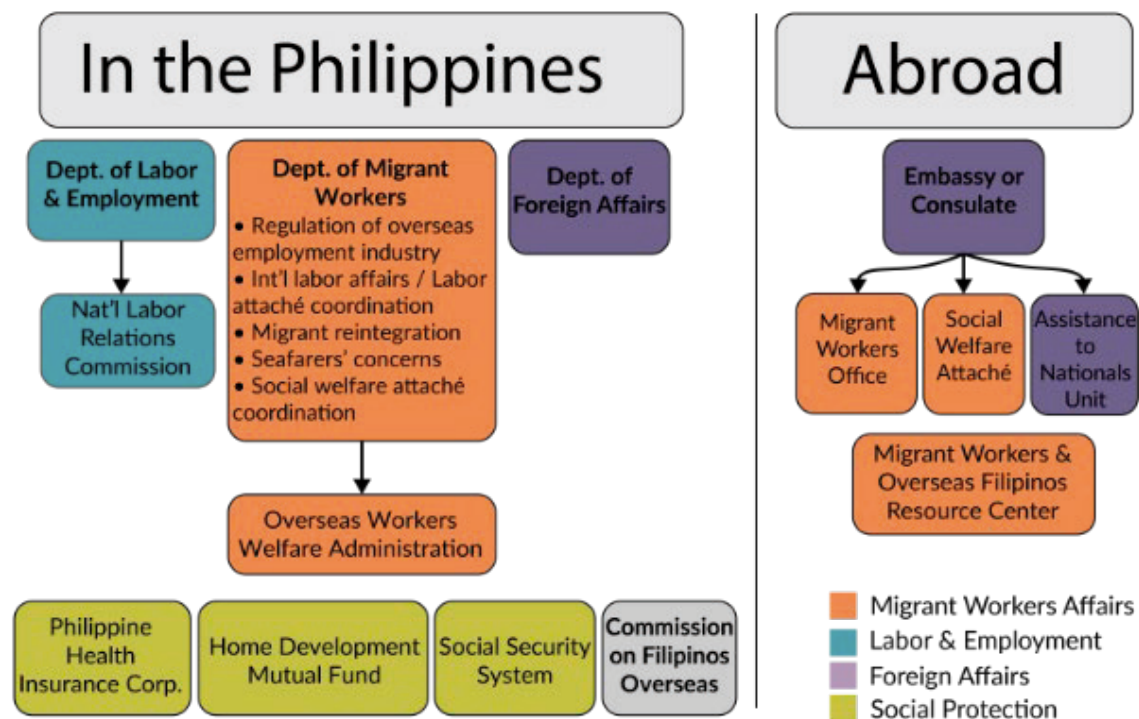 In the Philippines
Dept. of Labor
& Employment
Nat'l Labor
Relations
Commission
Dept. of Migrant
Workers
• Regulation of overseas
employment industry
• Int'l labor affairs / Labor
attaché coordination
• Migrant reintegration
• Seafarers' concerns
• Social welfare attaché
coordination
Dept. of
Foreign Affairs
Overseas Workers
Welfare Administration
Philippine
Health
Insurance Corp.
Home Development
Mutual Fund
Social Security
System
Commission
on Filipinos
Overseas
Abroad
Embassy or
Consulate
Migrant
Workers
Office
Social
Welfare
Attaché
Assistance
to
Nationals
Unit
Migrant Workers &
Overseas Filipinos
Resource Center
Migrant Workers Affairs
Labor & Employment
Foreign Affairs
Social Protection